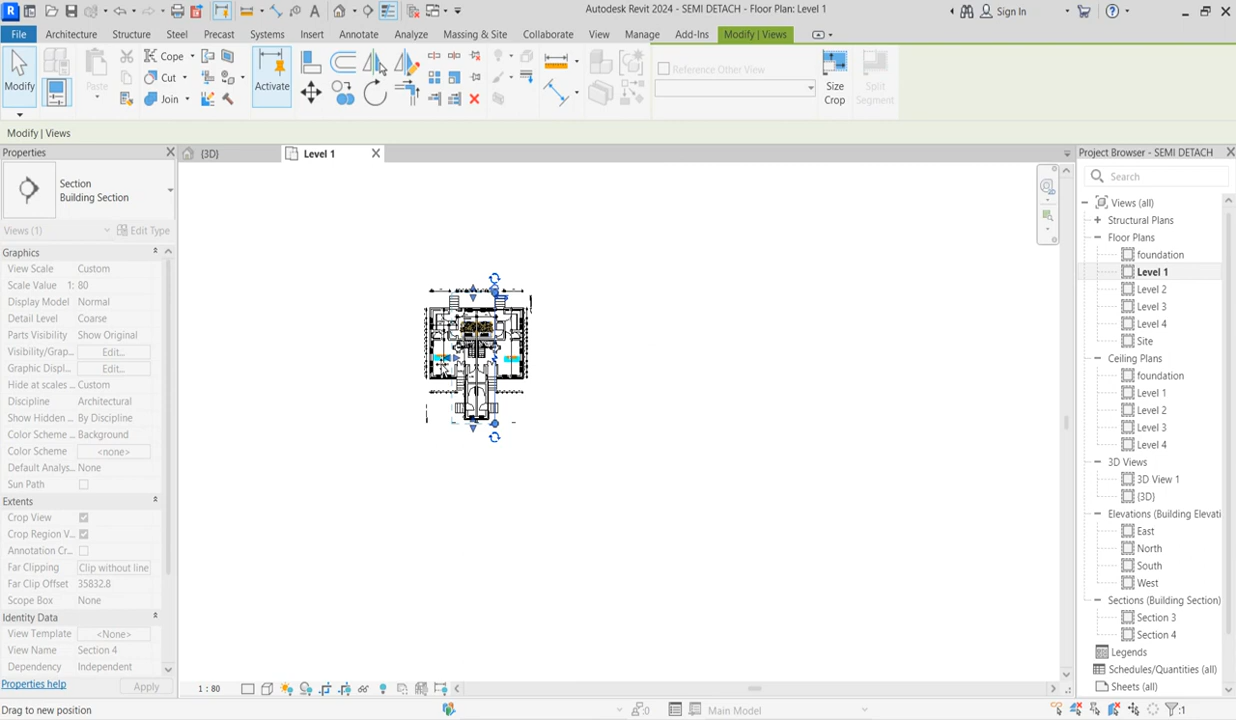 Autodesk Revit 2024 - SEMI DETACH - Floor Plan: Level 1
Sign In
File Architecture Structure Steel Precast Systems Insert Annotate Analyze Massing & Site Collaborate View Manage Add-Ins Modify | Views
Modify
Paste
Cope
Cut
Join
Activate
Reference Other View
Size Crop
Split Segment
Modify | Views
Properties
{3D}
Level 1
Project Browser - SEMI DETACH
Section
Building Section
Views (1)
Edit Type
Graphics
View Scale Custom
Scale Value 1: 80
Display Model Normal
Detail Level Coarse
Parts Visibility Show Original
Visibility/Grap... Edit...
Graphic Displ... Edit...
Hide at scales ... Custom
Discipline Architectural
Show Hidden ... By Discipline
Color Scheme ... Background
Color Scheme <none>
Default Analys... None
Sun Path
Extents
Crop View
Crop Region V...
Annotation Cr...
Far Clipping Clip without line
Far Clip Offset 35832.8
Scope Box None
Identity Data
View Template <None>
View Name Section 4
Dependency Independent
Properties help
Apply
Search
Views (all)
Structural Plans
Floor Plans
foundation
Level 1
Level 2
Level 3
Level 4
Site
Ceiling Plans
foundation
Level 1
Level 2
Level 3
Level 4
3D Views
3D View 1
{3D}
Elevations (Building Elevati
East
North
South
West
Sections (Building Section)
Section 3
Section 4
Legends
Schedules/Quantities (all)
Sheets (all)
1 : 80
Drag to new position
:0
Main Model
:1